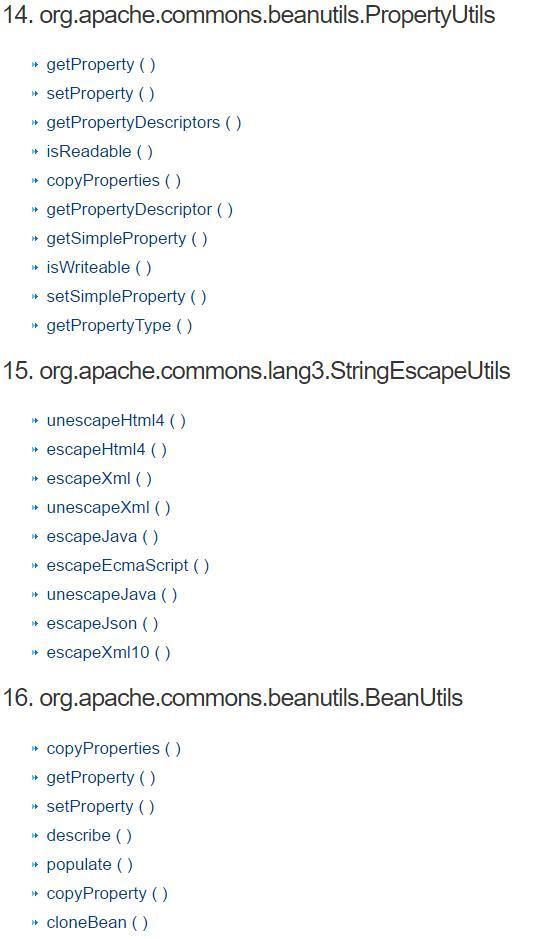 14. org.apache.commons.beanutils.PropertyUtils
getProperty ( )
setProperty ( )
getPropertyDescriptors ( )
isReadable ( )
copyProperties ( )
getPropertyDescriptor ( )
getSimpleProperty ( )
isWriteable ( )
setSimpleProperty ( )
getPropertyType ( )
15. org.apache.commons.lang3.StringEscapeUtils
unescapeHtml4 ( )
escapeHtml4 ( )
escapeXml ( )
unescapeXml ( )
escapeJava ( )
escapeEcmaScript ( )
unescapeJava ( )
escapeJson ( )
escapeXml10 ( )
16. org.apache.commons.beanutils.BeanUtils
copyProperties ( )
getProperty ( )
setProperty ( )
describe ( )
populate ( )
copyProperty ( )
cloneBean ( )